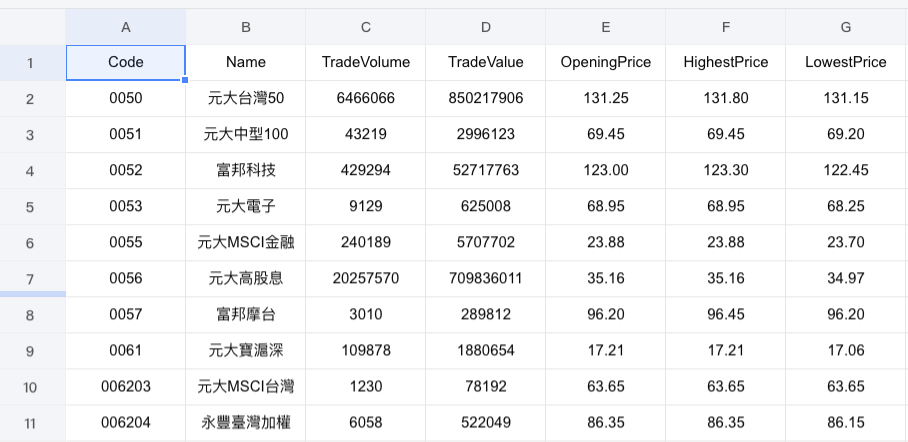 A B C D E F G
1 Code Name TradeVolume TradeValue OpeningPrice HighestPrice LowestPrice
2 0050 元大台灣50 6466066 850217906 131.25 131.80 131.15
3 0051 元大中型100 43219 2996123 69.45 69.45 69.20
4 0052 富邦科技 429294 52717763 123.00 123.30 122.45
5 0053 元大電子 9129 625008 68.95 68.95 68.25
6 0055 元大MSCI金融 240189 5707702 23.88 23.88 23.70
7 0056 元大高股息 20257570 709836011 35.16 35.16 34.97
8 0057 富邦摩台 3010 289812 96.20 96.45 96.20
9 0061 元大寶滬深 109878 1880654 17.21 17.21 17.06
10 006203 元大MSCI台灣 1230 78192 63.65 63.65 63.65
11 006204 永豐臺灣加權 6058 522049 86.35 86.35 86.15